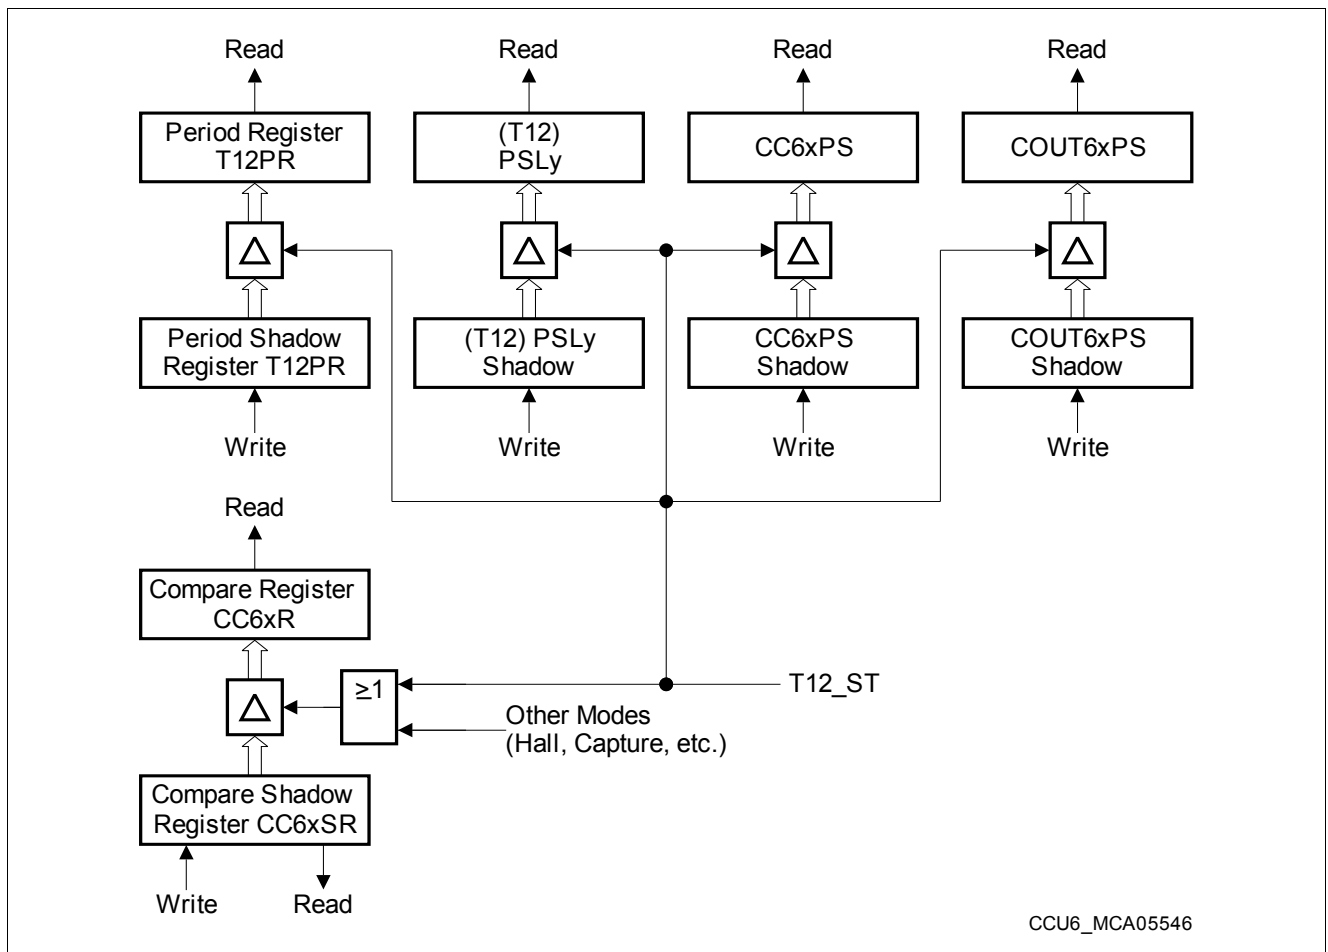 Read
Read
Read
Read
Period Register
T12PR
(T12)
PSLy
CC6xPS
COUT6xPS
Period Shadow
Register T12PR
(T12) PSLy
Shadow
CC6xPS
Shadow
COUT6xPS
Shadow
Write
Write
Write
Write
Read
Compare Register
CC6xR
≥1
T12_ST
Other Modes
(Hall, Capture, etc.)
Compare Shadow
Register CC6xSR
Write
Read
CCU6_MCA05546